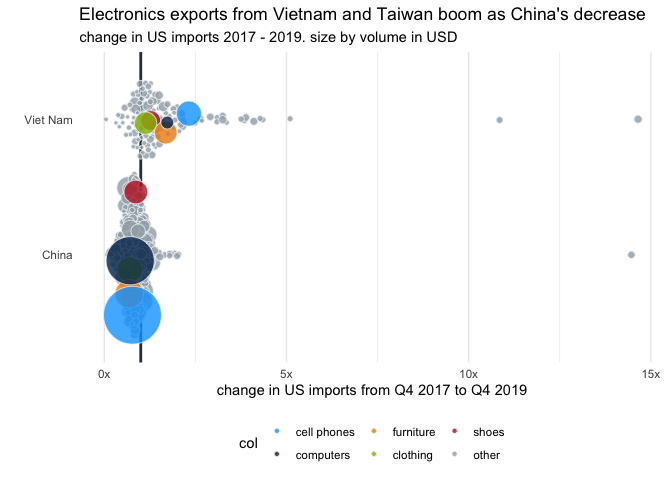 Electronics exports from Vietnam and Taiwan boom as China's decrease
change in US imports 2017 - 2019. size by volume in USD
Viet Nam
China
0x 5x 10x 15x
change in US imports from Q4 2017 to Q4 2019
col
cell phones furniture shoes
computers clothing other